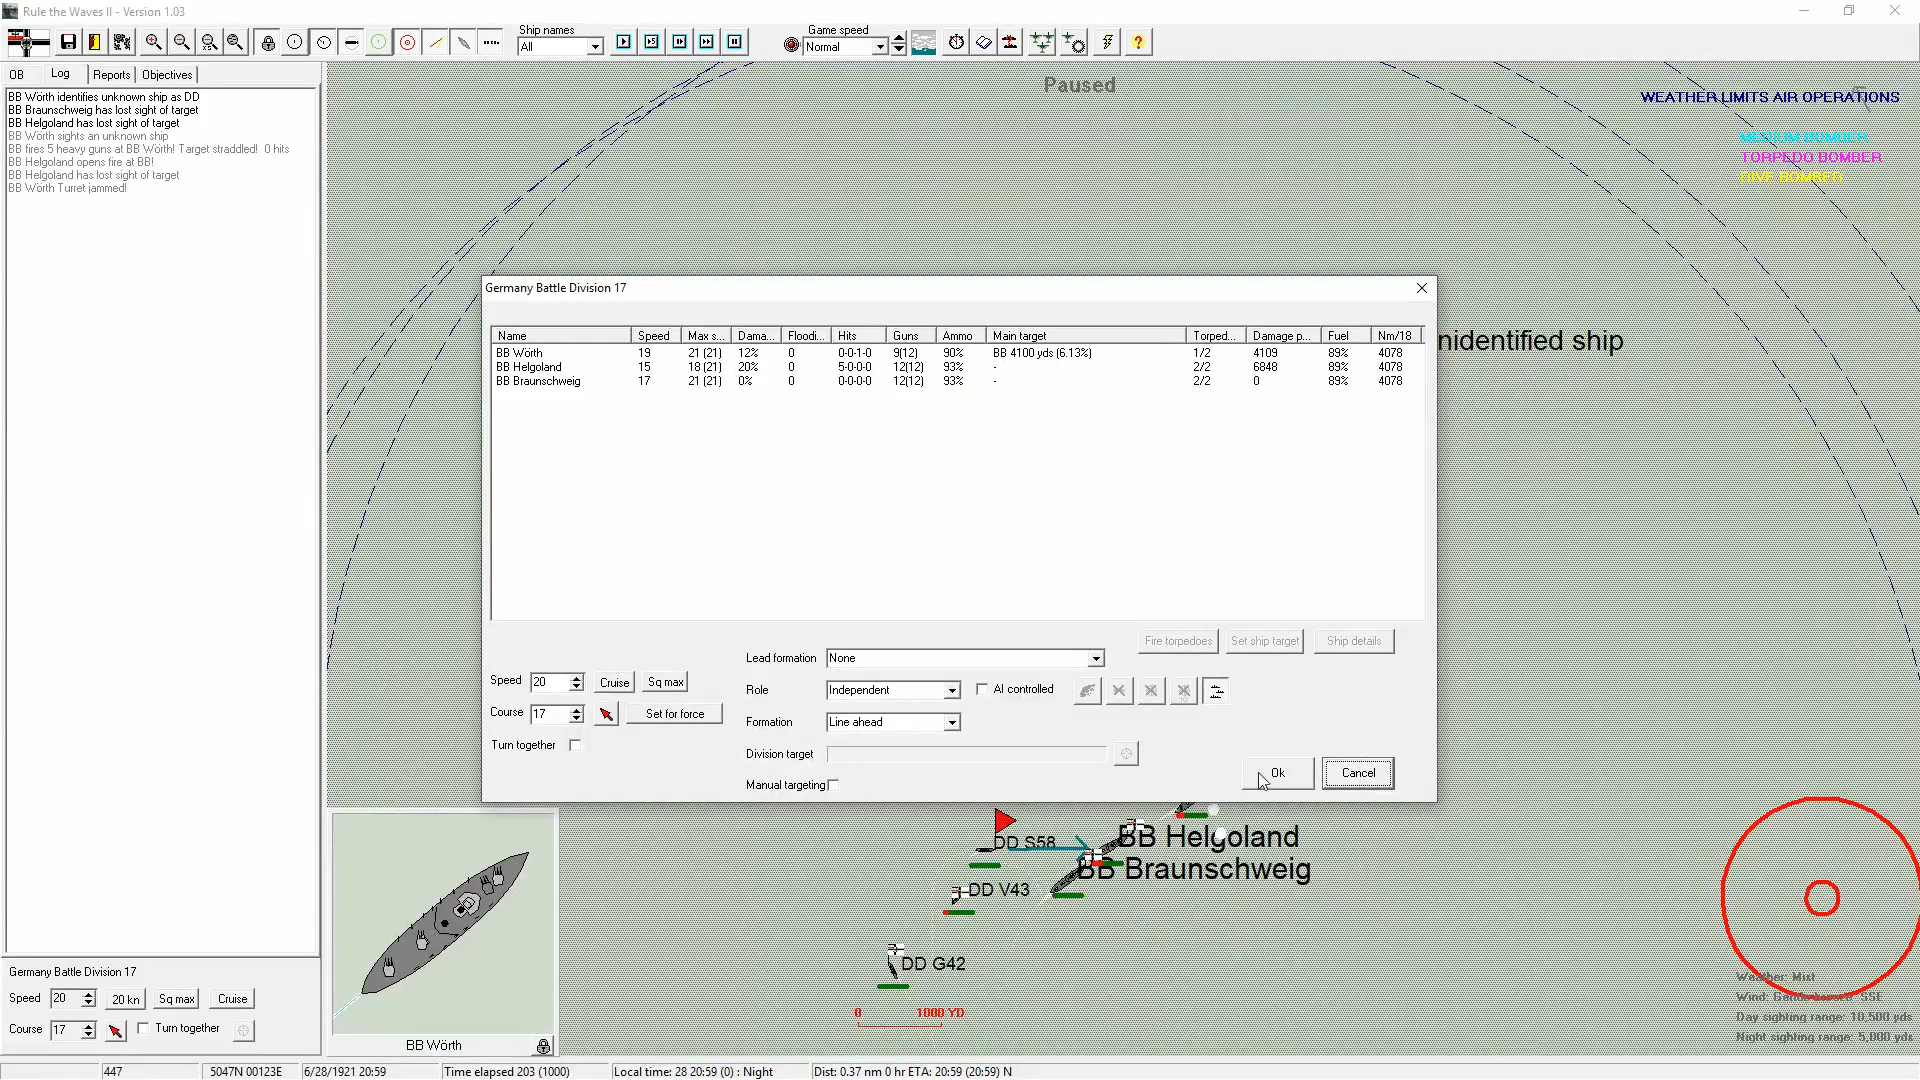 Rule the Waves II - Version 1.03
Ship names
All
Game speed
Normal
OB
Log
Reports
Objectives
BB Wörth identifies unknown ship as DD
BB Braunschweig has lost sight of target
BB Helgoland has lost sight of target
BB Wörth sights an unknown ship
BB fires 5 heavy guns at BB Wörth! Target straddled! 0 hits
BB Helgoland opens fire at BB!
BB Helgoland has lost sight of target
BB Wörth Turret jammed!
Paused
WEATHER LIMITS AIR OPERATIONS
MEDIUM BOMBER
TORPEDO BOMBER
DIVE BOMBER
nidentified ship
Germany Battle Division 17
Name Speed Max s... Dama... Floodi... Hits Guns Ammo Main target Torped... Damage p... Fuel Nm/18
BB Wörth 19 21 (21) 12% 0 0-0-1-0 9(12) 90% BB 4100 yds (6.13%) 1/2 4109 89% 4078
BB Helgoland 15 18 (21) 20% 0 5-0-0-0 12(12) 93% - 2/2 6848 89% 4078
BB Braunschweig 17 21 (21) 0% 0 0-0-0-0 12(12) 93% - 2/2 0 89% 4078
Fire torpedoes
Set ship target
Ship details
Lead formation None
Speed 20 Cruise Sq max
Role Independent AI controlled
Course 17 Set for force
Formation Line ahead
Turn together
Division target
Manual targeting
Ok
Cancel
DD S58
BB Helgoland
BB Braunschweig
DD V43
DD G42
0 1000 YD
Weather: Mist
Day sighting range: 10,500 yds
Night sighting range: 5,000 yds
Germany Battle Division 17
Speed 20 20 kn Sq max Cruise
Course 17 Turn together
BB Wörth
447
5047N 00123E
6/28/1921 20:59
Time elapsed 203 (1000)
Local time: 28 20:59 (0) : Night
Dist: 0.37 nm 0 hr ETA: 20:59 (20:59) N